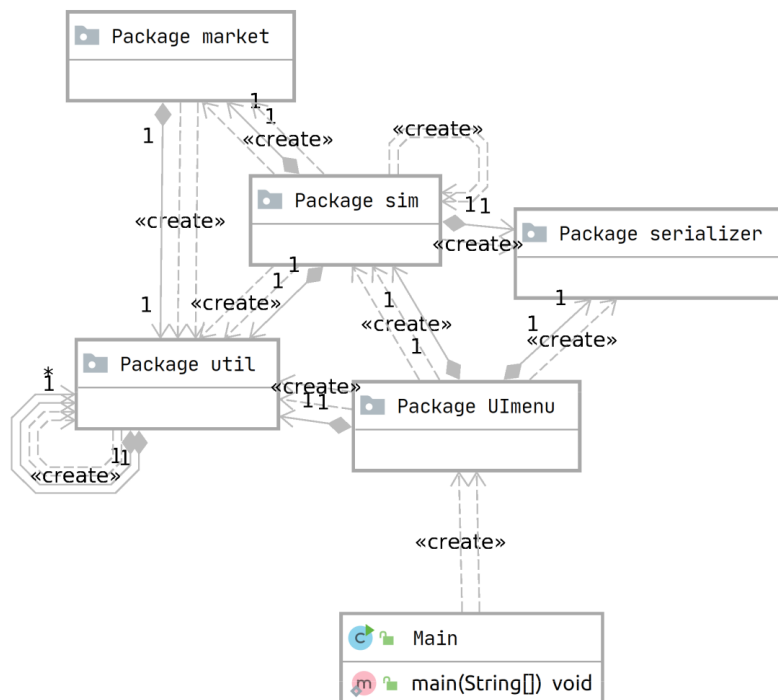 Package market
1
1
«create»
1
«create»
Package sim
1
1
«create»
Package serializer
«create»
1
1
«create»
1
1
«create»
1
1
«create»
1
1
«create»
Package util
*
1
«create»
1
1
Package UImenu
1
1
«create»
«create»
Main
main(String[]) void